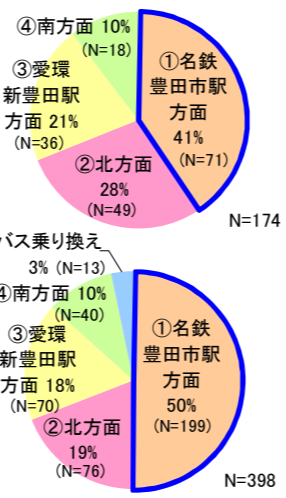 ④南方面 10%
(N=18)
①名鉄
豊田市駅
方面
41%
(N=71)
③愛環
新豊田駅
方面 21%
(N=36)
②北方面
28%
(N=49)
N=174
バス乗り換え
3% (N=13)
④南方面 10%
(N=40)
①名鉄
豊田市駅
方面
50%
(N=199)
③愛環
新豊田駅
方面 18%
(N=70)
②北方面
19%
(N=76)
N=398